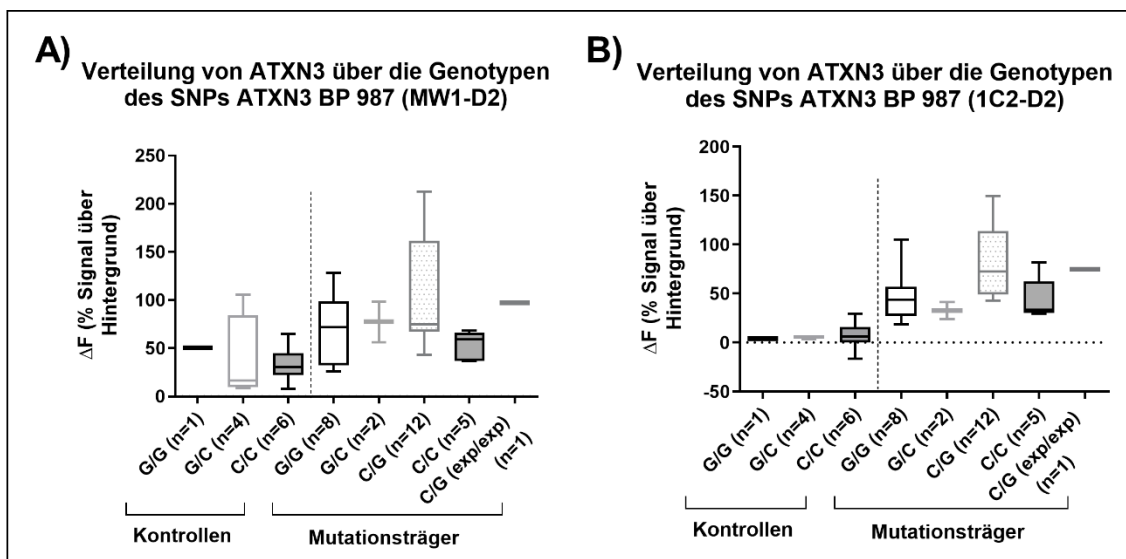 A)
Verteilung von ATXN3 über die Genotypen
des SNPs ATXN3 BP 987 (MW1-D2)
ΔF (% Signal über
Hintergrund)
250
200
150
100
50
0
G/G (n=1)
G/C (n=4)
C/C (n=6)
G/G (n=8)
G/C (n=2)
C/G (n=12)
C/C (n=5)
C/G (exp/exp)
(n=1)
Kontrollen
Mutationsträger
B)
Verteilung von ATXN3 über die Genotypen
des SNPs ATXN3 BP 987 (1C2-D2)
ΔF (% Signal über
Hintergrund)
200
150
100
50
0
-50
G/G (n=1)
G/C (n=4)
C/C (n=6)
G/G (n=8)
G/C (n=2)
C/G (n=12)
C/C (n=5)
C/G (exp/exp)
(n=1)
Kontrollen
Mutationsträger